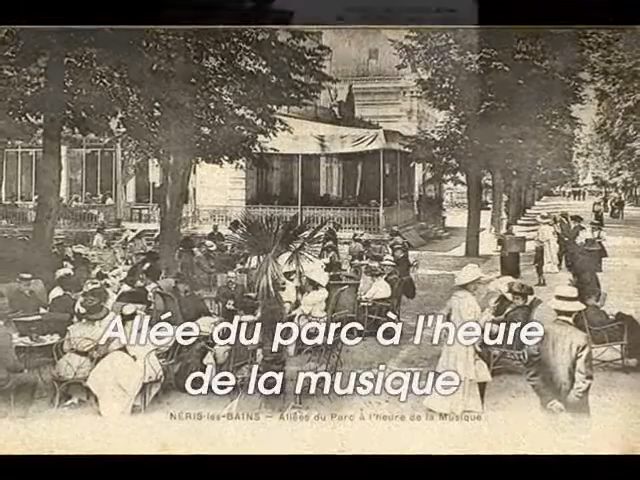 Allée du parc à l'heure
de la musique
NÉRIS-les-BAINS — Allées du Parc à l'heure de la Musique